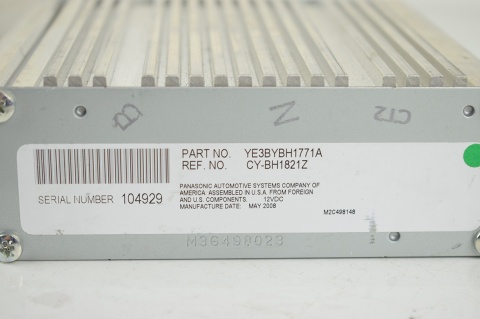 B
N
CT2
PART NO. YE3BYBH1771A
REF. NO. CY-BH1821Z
SERIAL NUMBER 104929
PANASONIC AUTOMOTIVE SYSTEMS COMPANY OF
AMERICA. ASSEMBLED IN U.S.A. FROM FOREIGN
AND U.S. COMPONENTS. 12VDC
MANUFACTURE DATE: MAY 2008
M2C498148
M36498023